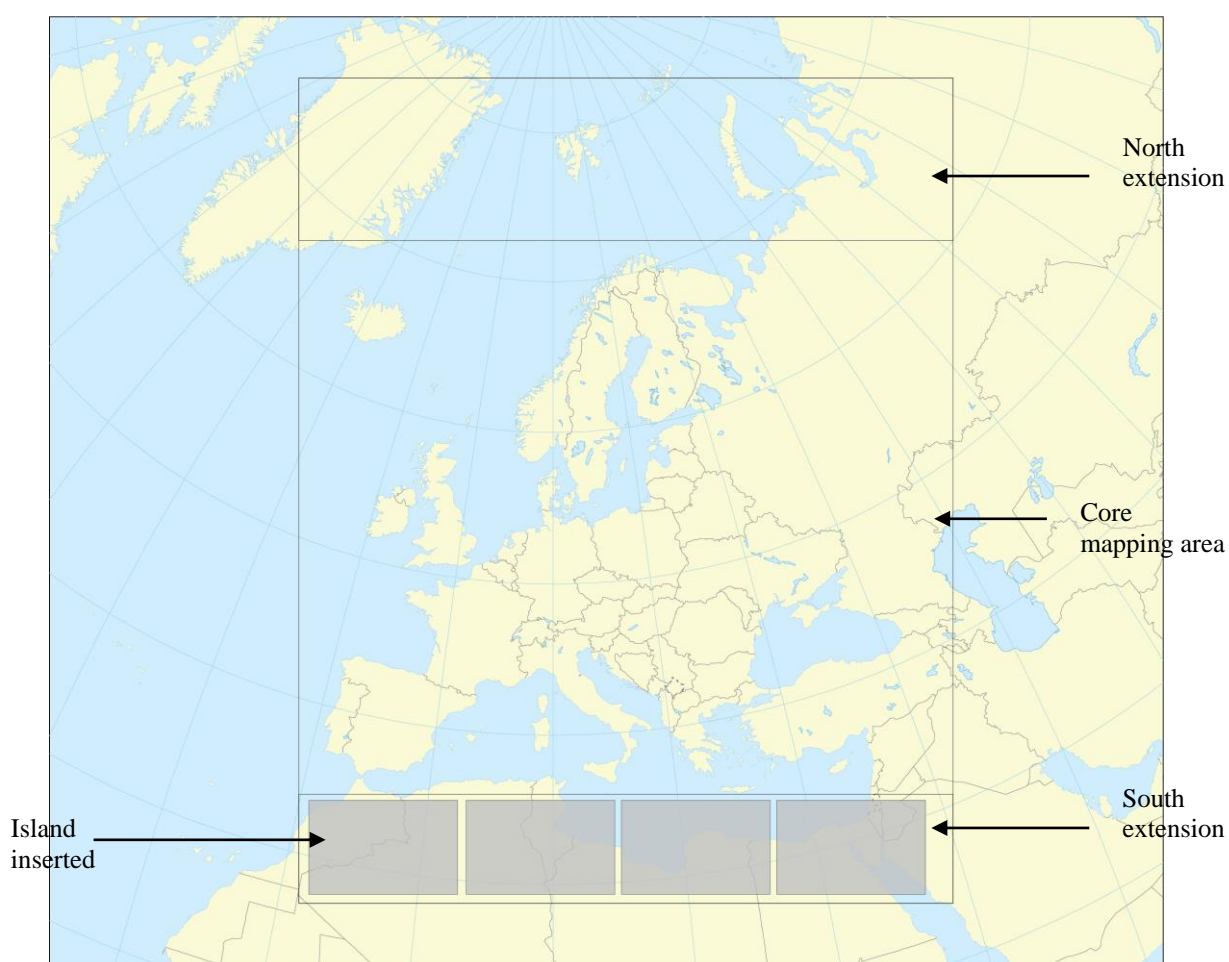 North
extension
Core
mapping area
South
extension
Island
inserted